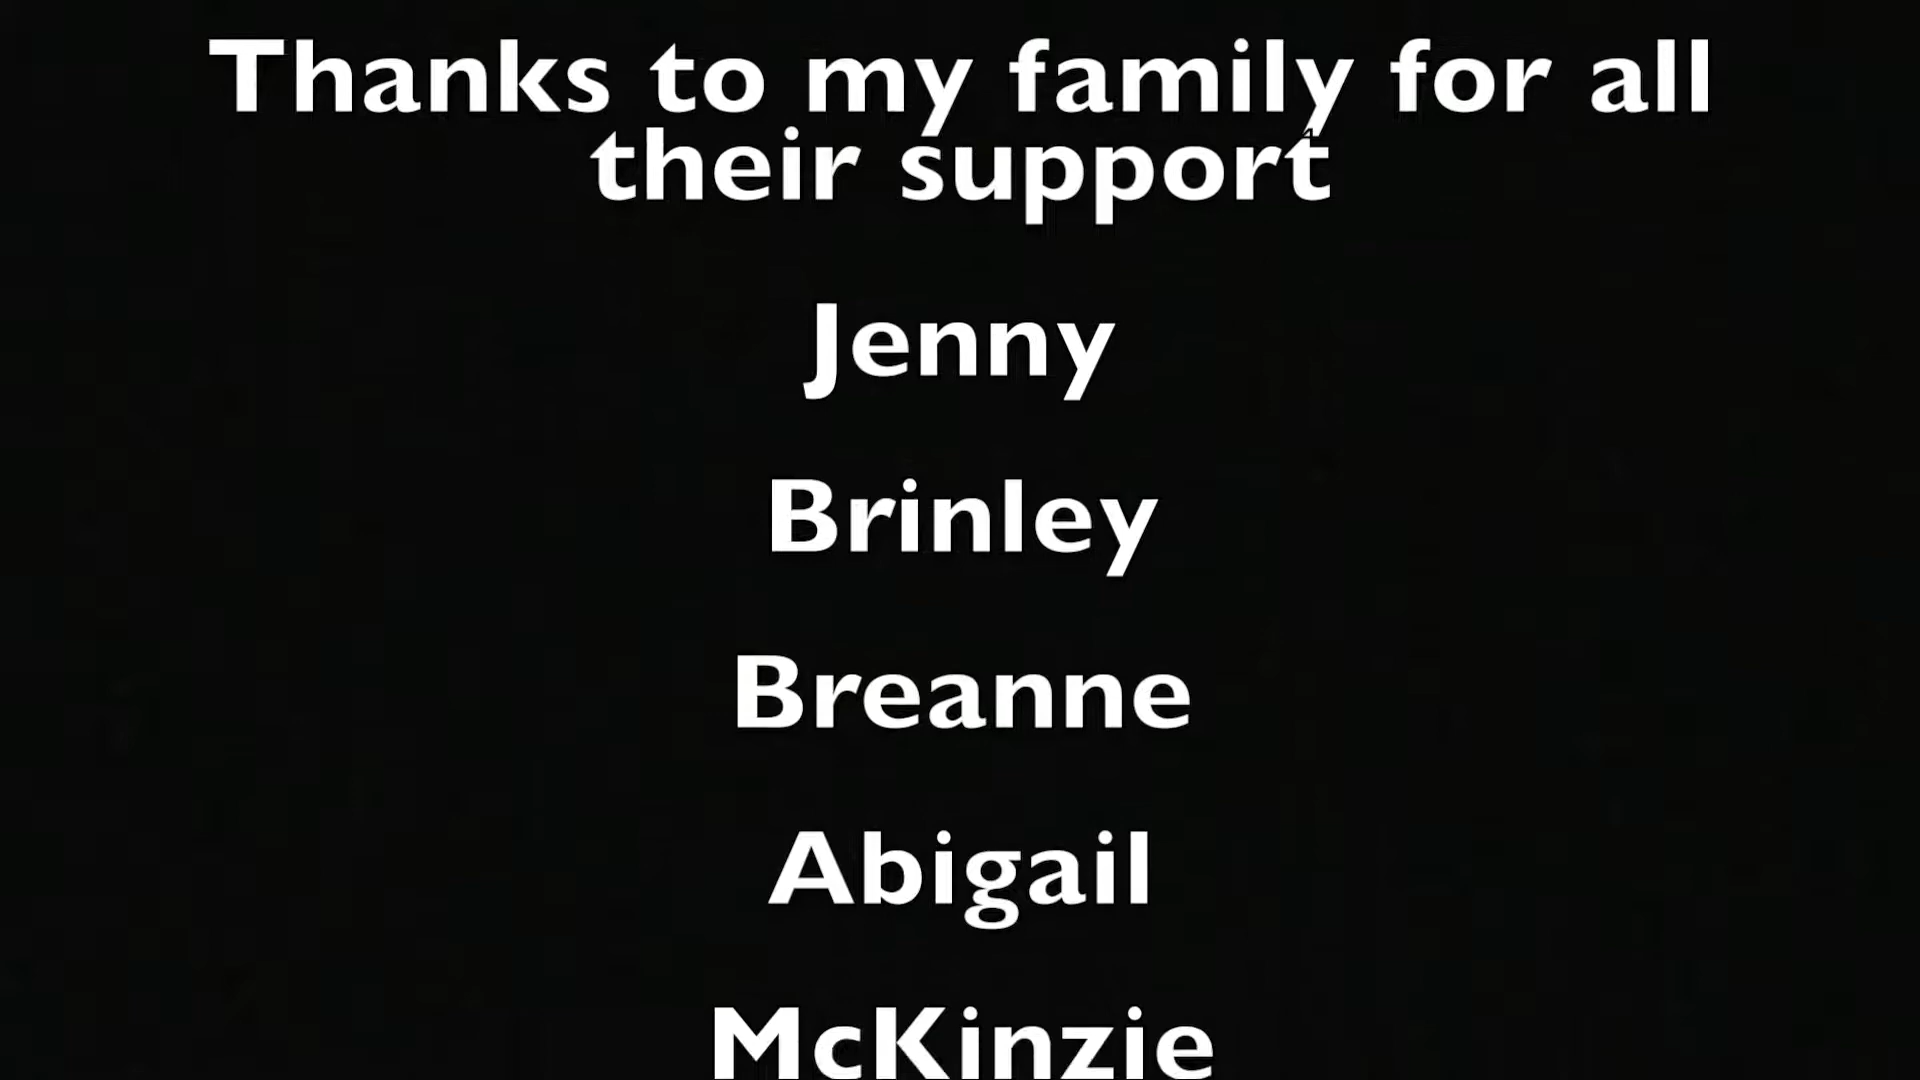 Thanks to my family for all
their support
Jenny
Brinley
Breanne
Abigail
McKinzie